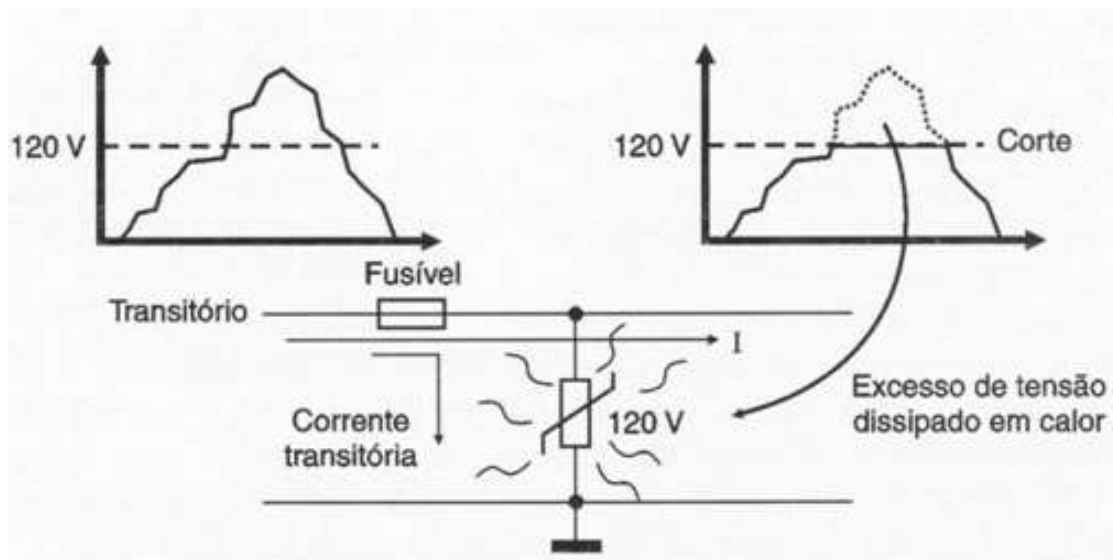 120 V
120 V
Corte
Fusível
Transitório
I
Corrente
transitória
120 V
Excesso de tensão
dissipado em calor